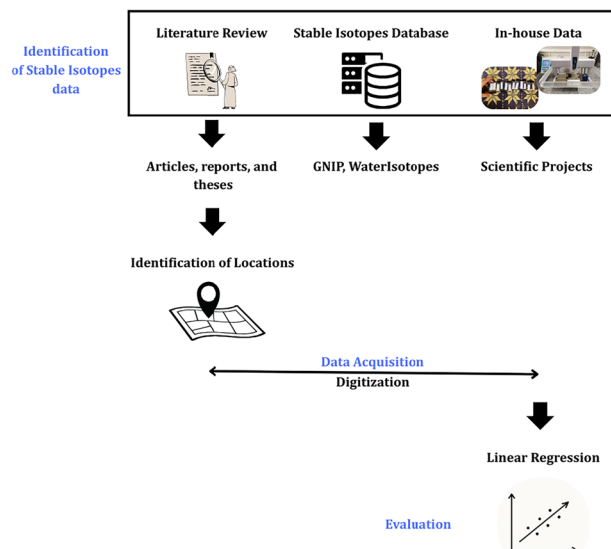 Literature Review
Stable Isotopes Database
In-house Data
Identification
of Stable Isotopes
data
Articles, reports, and
theses
GNIP, WaterIsotopes
Scientific Projects
Identification of Locations
Data Acquisition
Digitization
Linear Regression
Evaluation